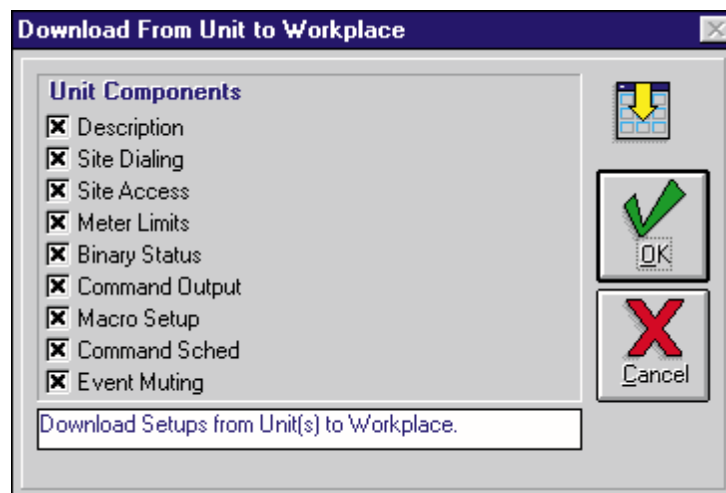 Download From Unit to Workplace
Unit Components
Description
Site Dialing
Site Access
Meter Limits
Binary Status
Command Output
Macro Setup
Command Sched
Event Muting
OK
Cancel
Download Setups from Unit(s) to Workplace.